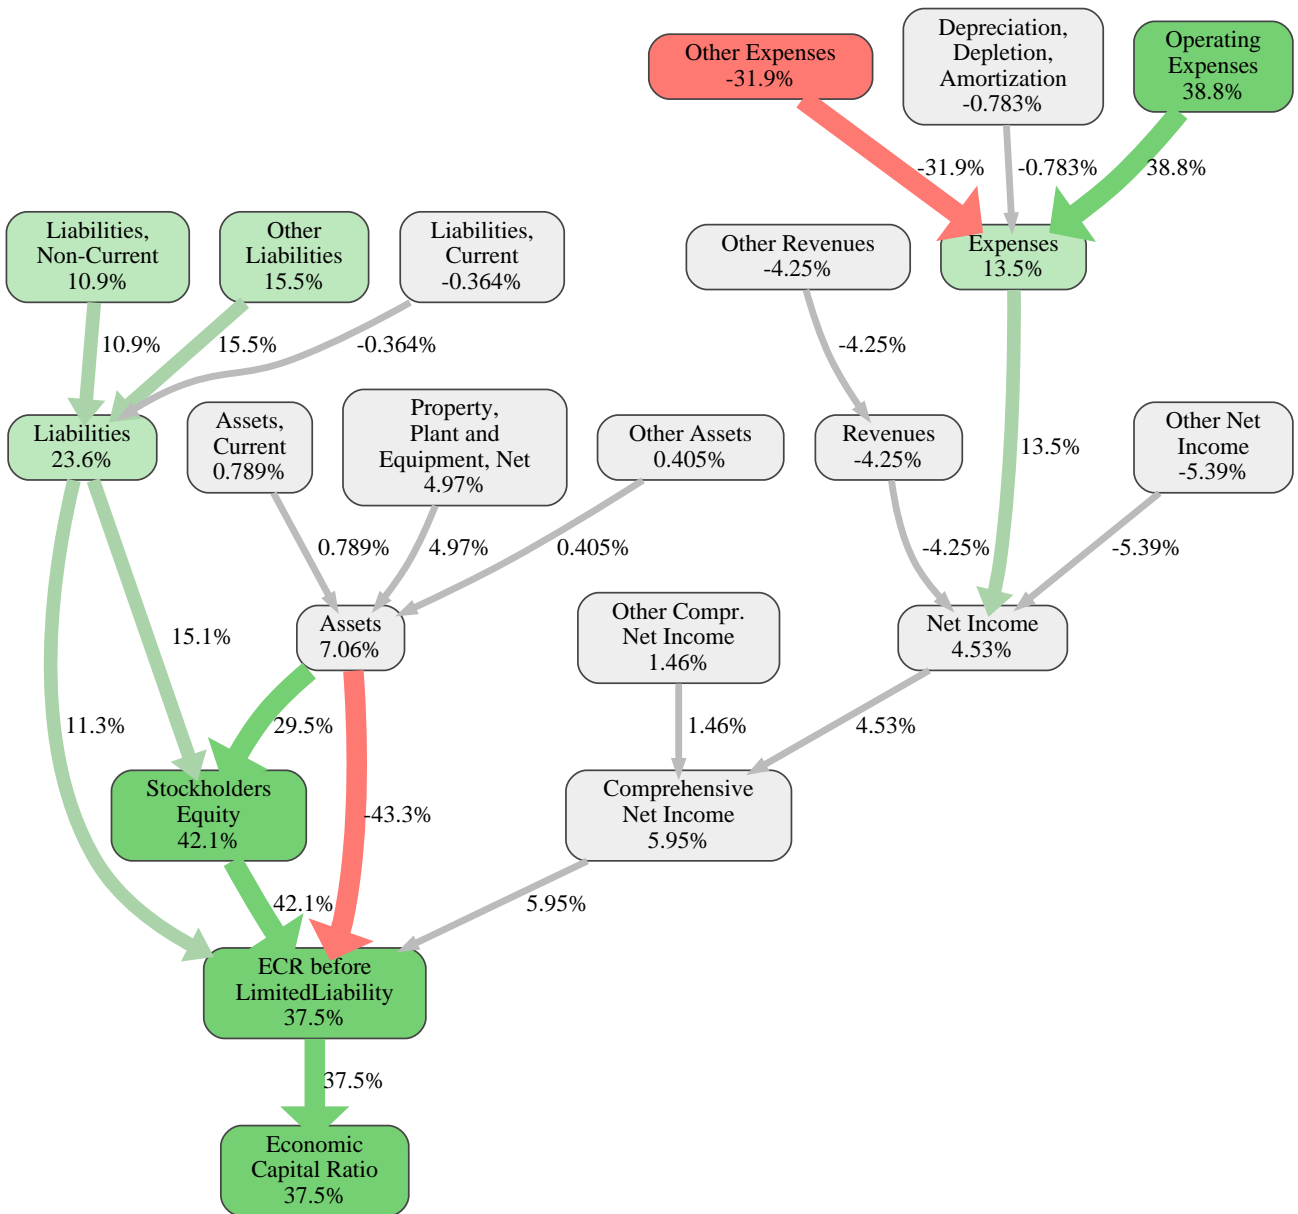 Other Expenses
-31.9%
Depreciation,
Depletion,
Amortization
-0.783%
Operating
Expenses
38.8%
-31.9%
-0.783%
38.8%
Liabilities,
Non-Current
10.9%
Other
Liabilities
15.5%
Liabilities,
Current
-0.364%
Other Revenues
-4.25%
Expenses
13.5%
10.9%
15.5%
-0.364%
-4.25%
Liabilities
23.6%
Assets,
Current
0.789%
Property,
Plant and
Equipment, Net
4.97%
Other Assets
0.405%
Revenues
-4.25%
13.5%
Other Net
Income
-5.39%
0.789%
4.97%
0.405%
-4.25%
-5.39%
15.1%
Assets
7.06%
Other Compr.
Net Income
1.46%
Net Income
4.53%
11.3%
29.5%
1.46%
4.53%
Stockholders
Equity
42.1%
-43.3%
Comprehensive
Net Income
5.95%
42.1%
5.95%
ECR before
LimitedLiability
37.5%
37.5%
Economic
Capital Ratio
37.5%